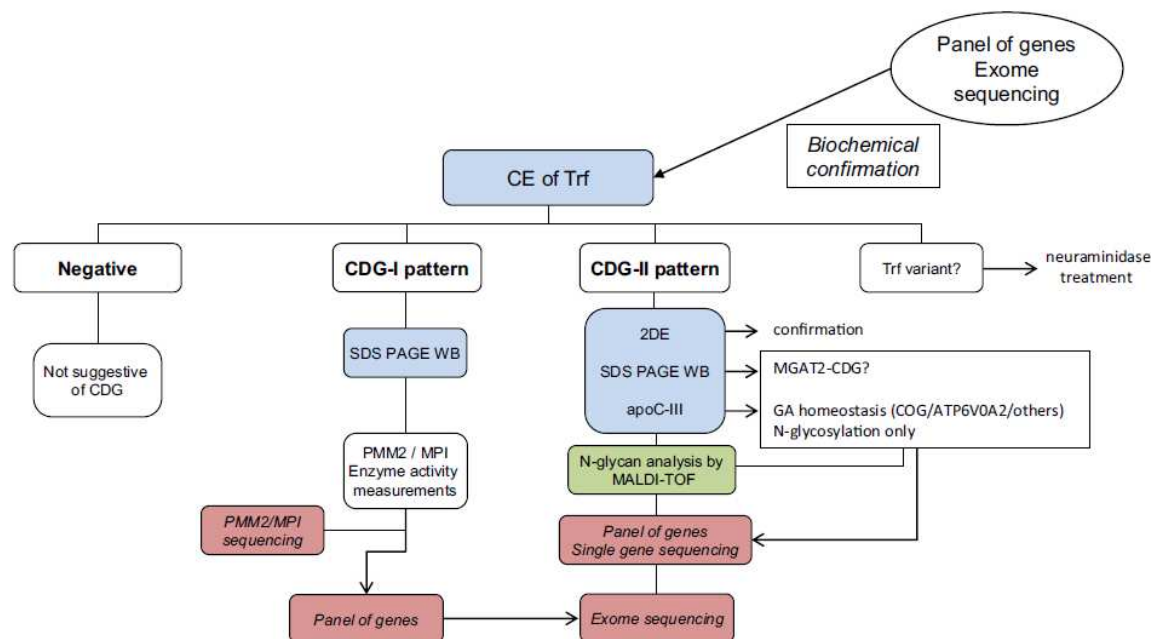 Panel of genes
Exome
sequencing
Biochemical
confirmation
CE of Trf
Negative
CDG-I pattern
CDG-II pattern
Trf variant?
neuraminidase
treatment
Not suggestive
of CDG
SDS PAGE WB
2DE
confirmation
SDS PAGE WB
MGAT2-CDG?
apoC-III
GA homeostasis (COG/ATP6V0A2/others)
N-glycosylation only
PMM2 / MPI
Enzyme activity
measurements
N-glycan analysis by
MALDI-TOF
PMM2/MPI
sequencing
Panel of genes
Single gene sequencing
Panel of genes
Exome sequencing